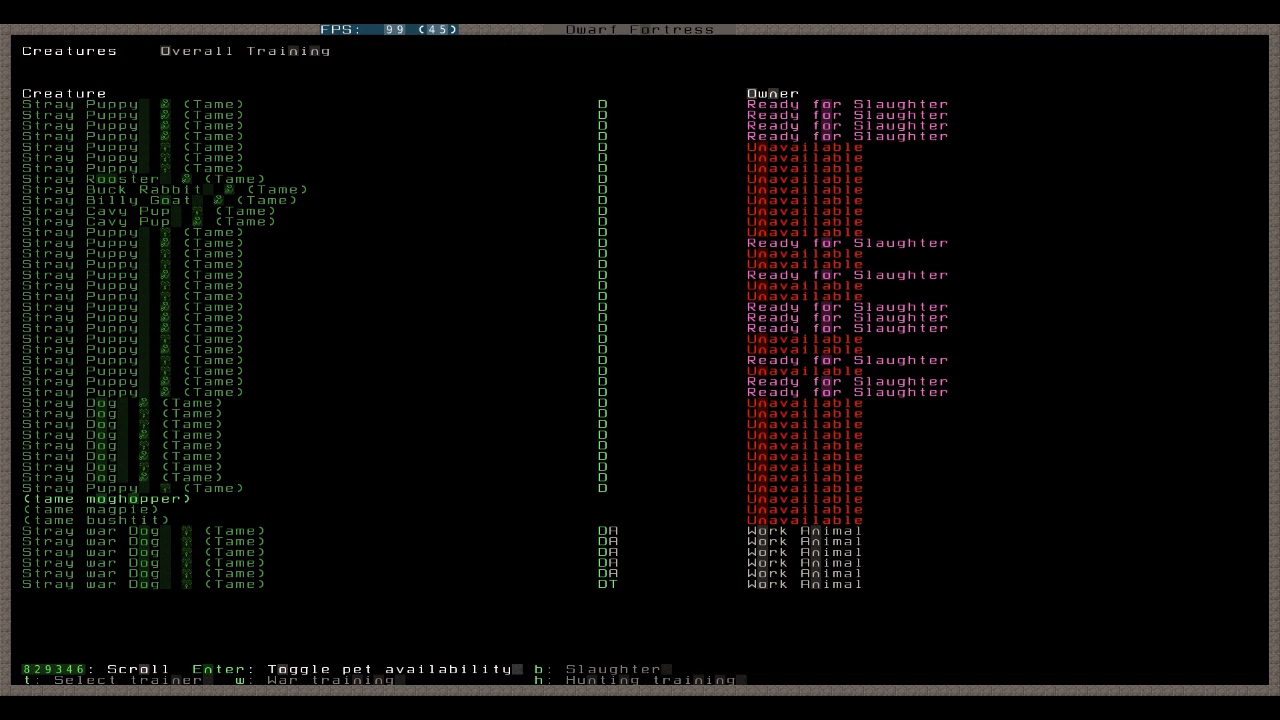 FPS: 99 (45) Dwarf Fortress
Creatures Overall Training
Creature Owner
Stray Puppy (Tame) D Ready for Slaughter
Stray Puppy (Tame) D Ready for Slaughter
Stray Puppy (Tame) D Ready for Slaughter
Stray Puppy (Tame) D Ready for Slaughter
Stray Puppy (Tame) D Unavailable
Stray Puppy (Tame) D Unavailable
Stray Puppy (Tame) D Unavailable
Stray Rooster (Tame) D Unavailable
Stray Buck Rabbit (Tame) D Unavailable
Stray Billy Goat (Tame) D Unavailable
Stray Cavy Pup (Tame) D Unavailable
Stray Cavy Pup (Tame) D Unavailable
Stray Puppy (Tame) D Unavailable
Stray Puppy (Tame) D Ready for Slaughter
Stray Puppy (Tame) D Unavailable
Stray Puppy (Tame) D Unavailable
Stray Puppy (Tame) D Ready for Slaughter
Stray Puppy (Tame) D Unavailable
Stray Puppy (Tame) D Unavailable
Stray Puppy (Tame) D Ready for Slaughter
Stray Puppy (Tame) D Ready for Slaughter
Stray Puppy (Tame) D Ready for Slaughter
Stray Puppy (Tame) D Unavailable
Stray Puppy (Tame) D Unavailable
Stray Puppy (Tame) D Ready for Slaughter
Stray Puppy (Tame) D Unavailable
Stray Puppy (Tame) D Ready for Slaughter
Stray Puppy (Tame) D Ready for Slaughter
Stray Dog (Tame) D Unavailable
Stray Dog (Tame) D Unavailable
Stray Dog (Tame) D Unavailable
Stray Dog (Tame) D Unavailable
Stray Dog (Tame) D Unavailable
Stray Dog (Tame) D Unavailable
Stray Dog (Tame) D Unavailable
Stray Dog (Tame) D Unavailable
Stray Puppy (Tame) D Unavailable
(tame moghopper) Unavailable
(tame magpie) Unavailable
(tame bushtit) Unavailable
Stray war Dog (Tame) DA Work Animal
Stray war Dog (Tame) DA Work Animal
Stray war Dog (Tame) DA Work Animal
Stray war Dog (Tame) DA Work Animal
Stray war Dog (Tame) DA Work Animal
Stray war Dog (Tame) DT Work Animal
829346: Scroll Enter: Toggle pet availability b: Slaughter
t: Select trainer w: War training h: Hunting training